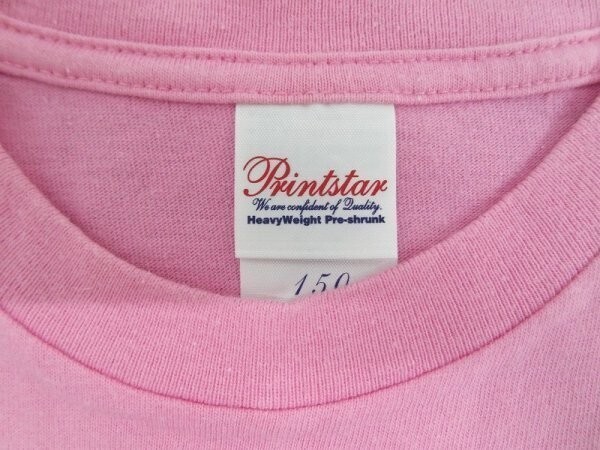 Printstar
We are confident of Quality.
HeavyWeight Pre-shrunk
150